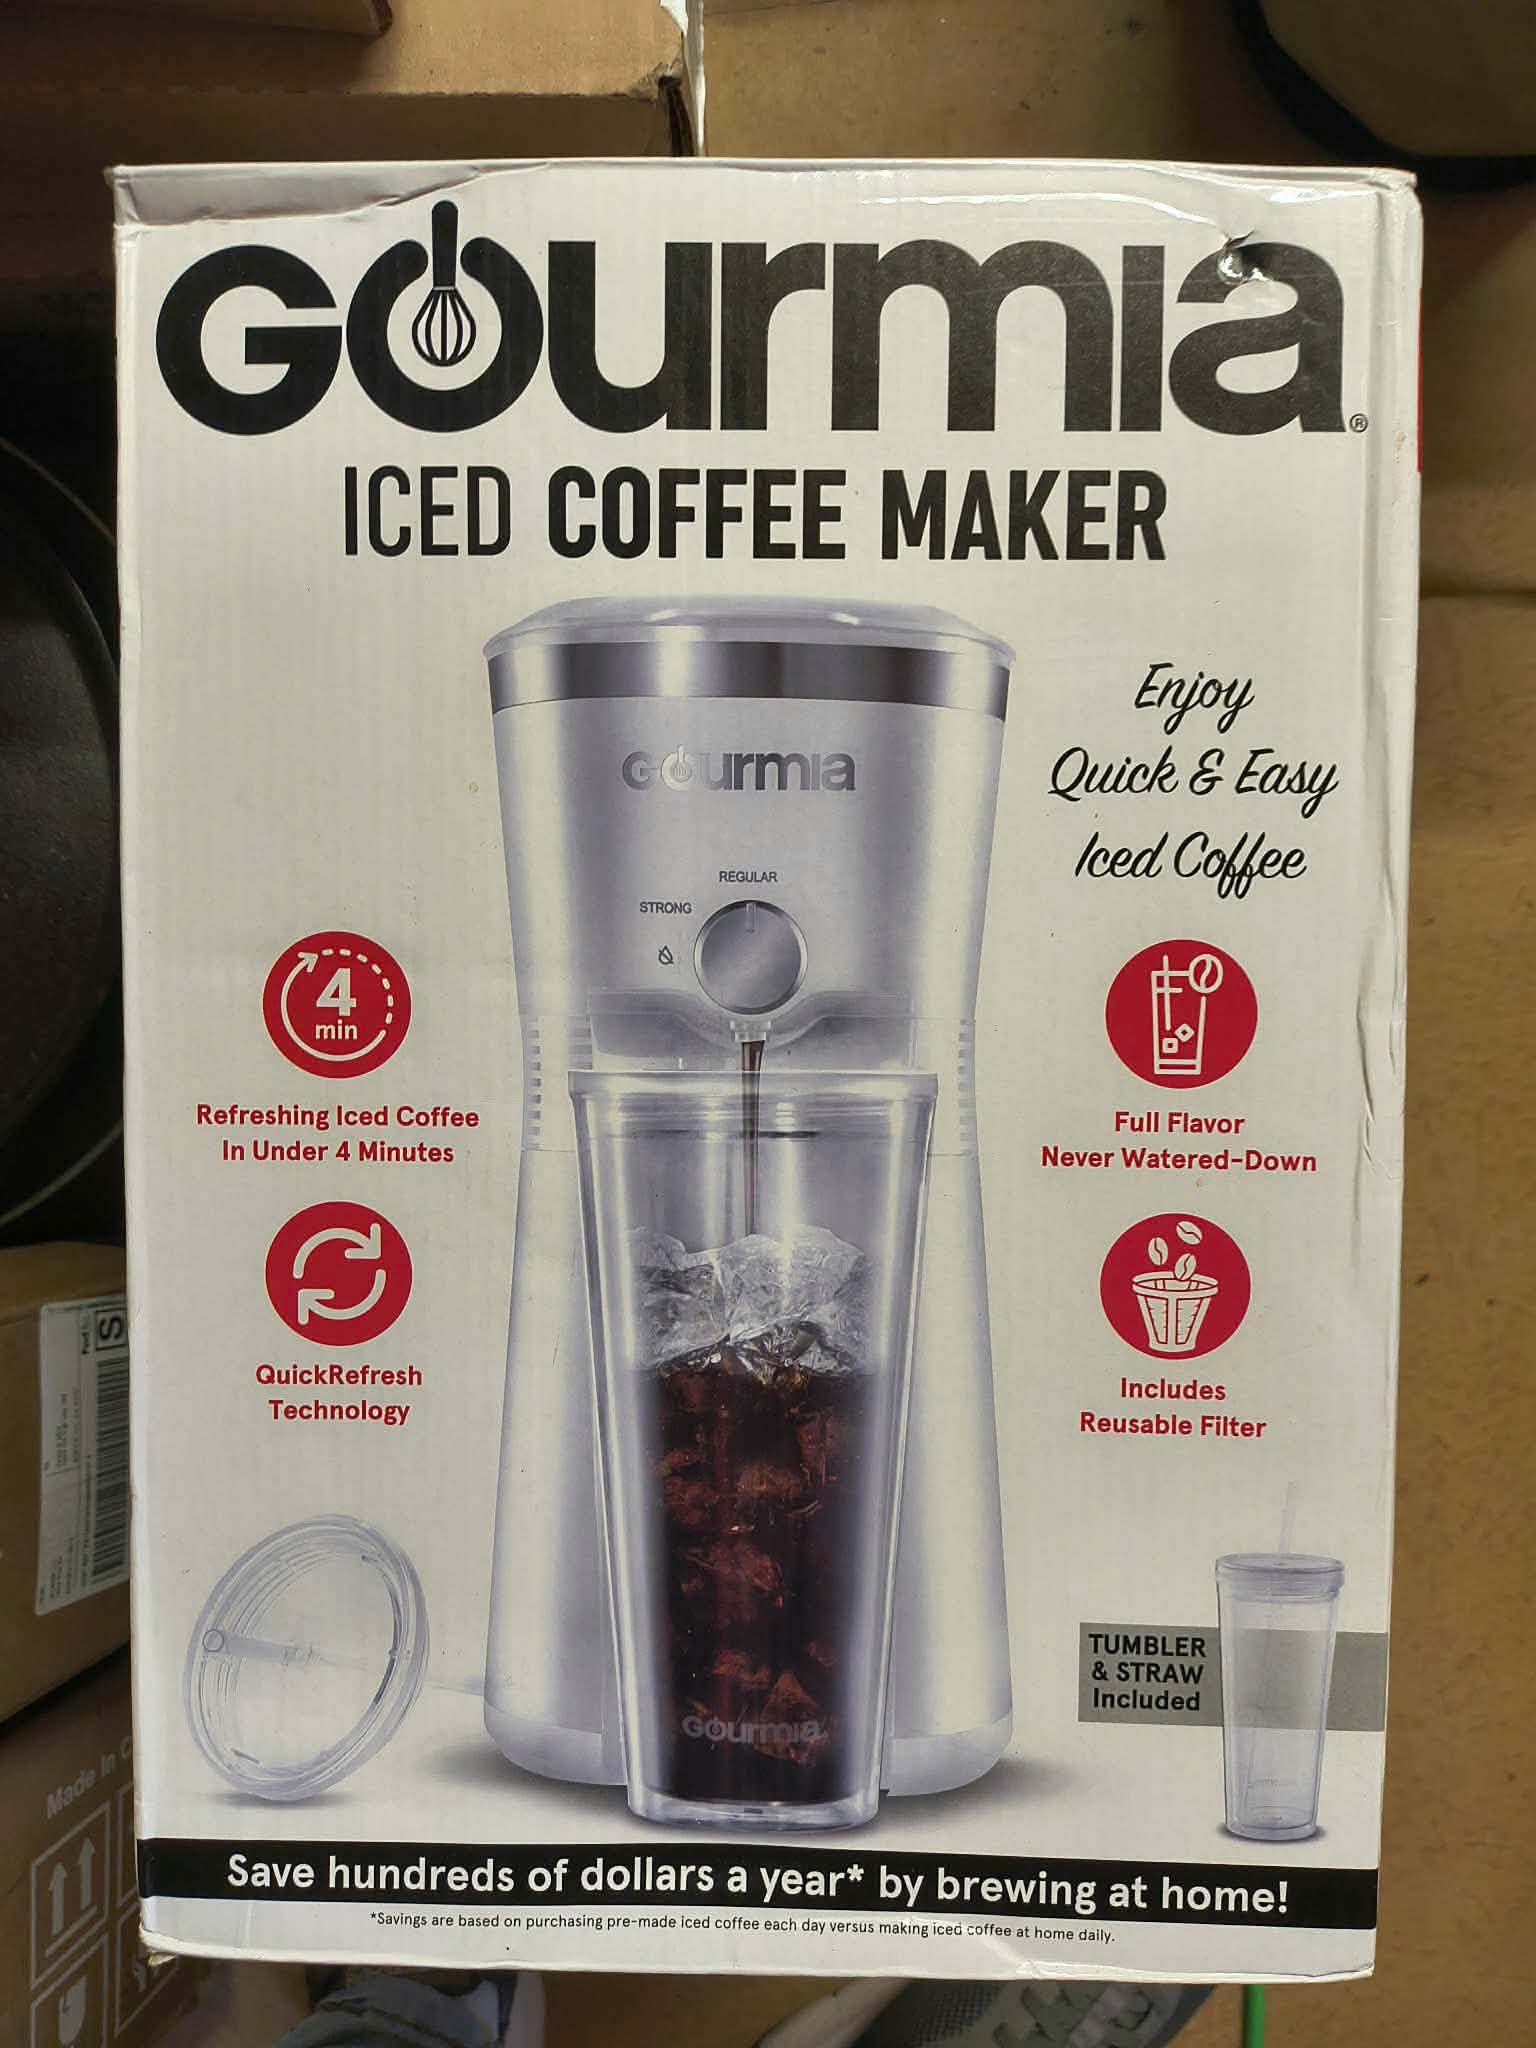 Gourmia®
ICED COFFEE MAKER
Enjoy
Quick & Easy
Iced Coffee
Gourmia
REGULAR
STRONG
4
min
Refreshing Iced Coffee
In Under 4 Minutes
Full Flavor
Never Watered-Down
QuickRefresh
Technology
Includes
Reusable Filter
TUMBLER
& STRAW
Included
Gourmia
Save hundreds of dollars a year* by brewing at home!
*Savings are based on purchasing pre-made iced coffee each day versus making iced coffee at home daily.
S
Made In